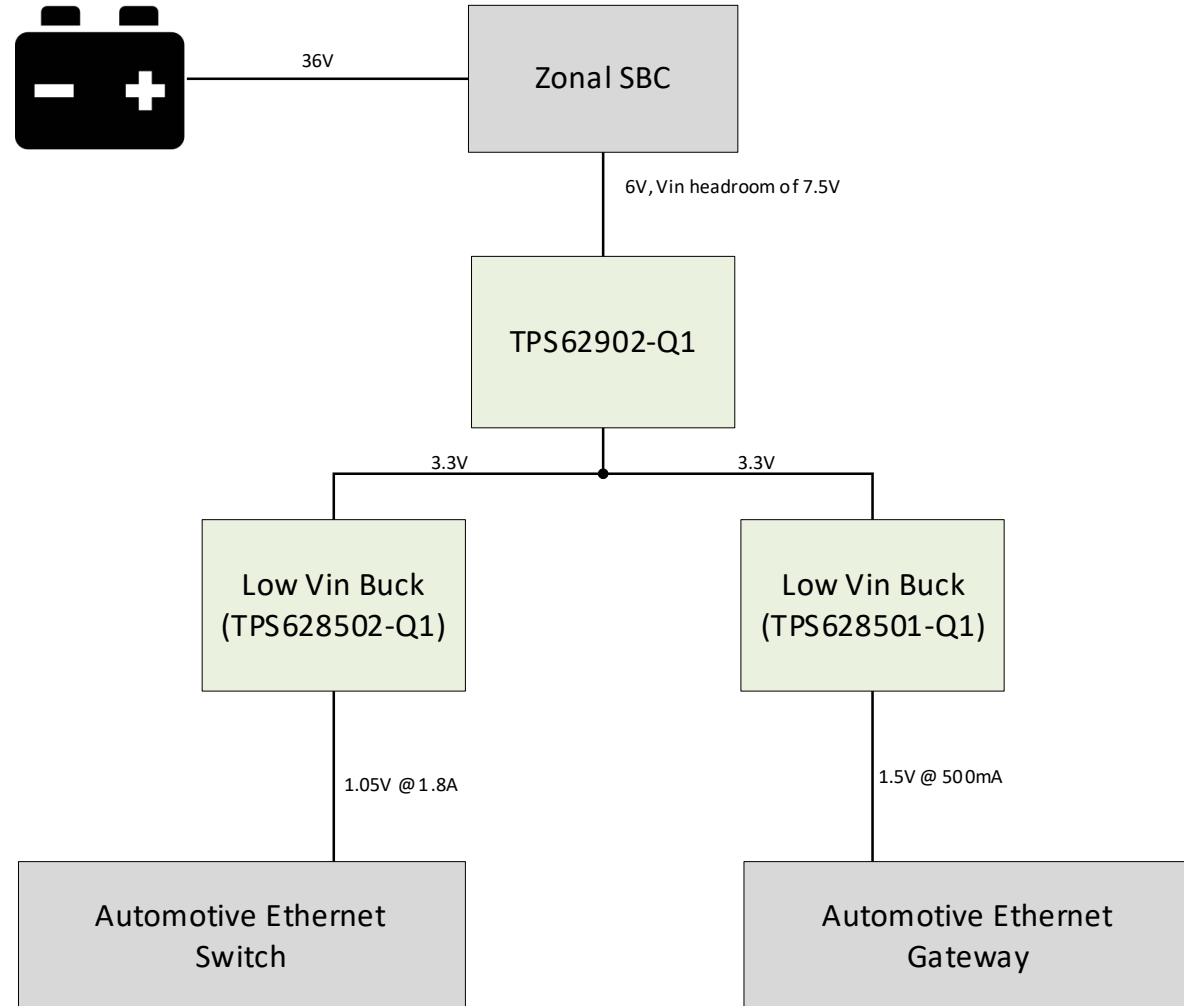 36V
Zonal SBC
6V, Vin headroom of 7.5V
TPS62902-Q1
3.3V
3.3V
Low Vin Buck
(TPS628502-Q1)
Low Vin Buck
(TPS628501-Q1)
1.05V @ 1.8A
1.5V @ 500mA
Automotive Ethernet
Switch
Automotive Ethernet
Gateway